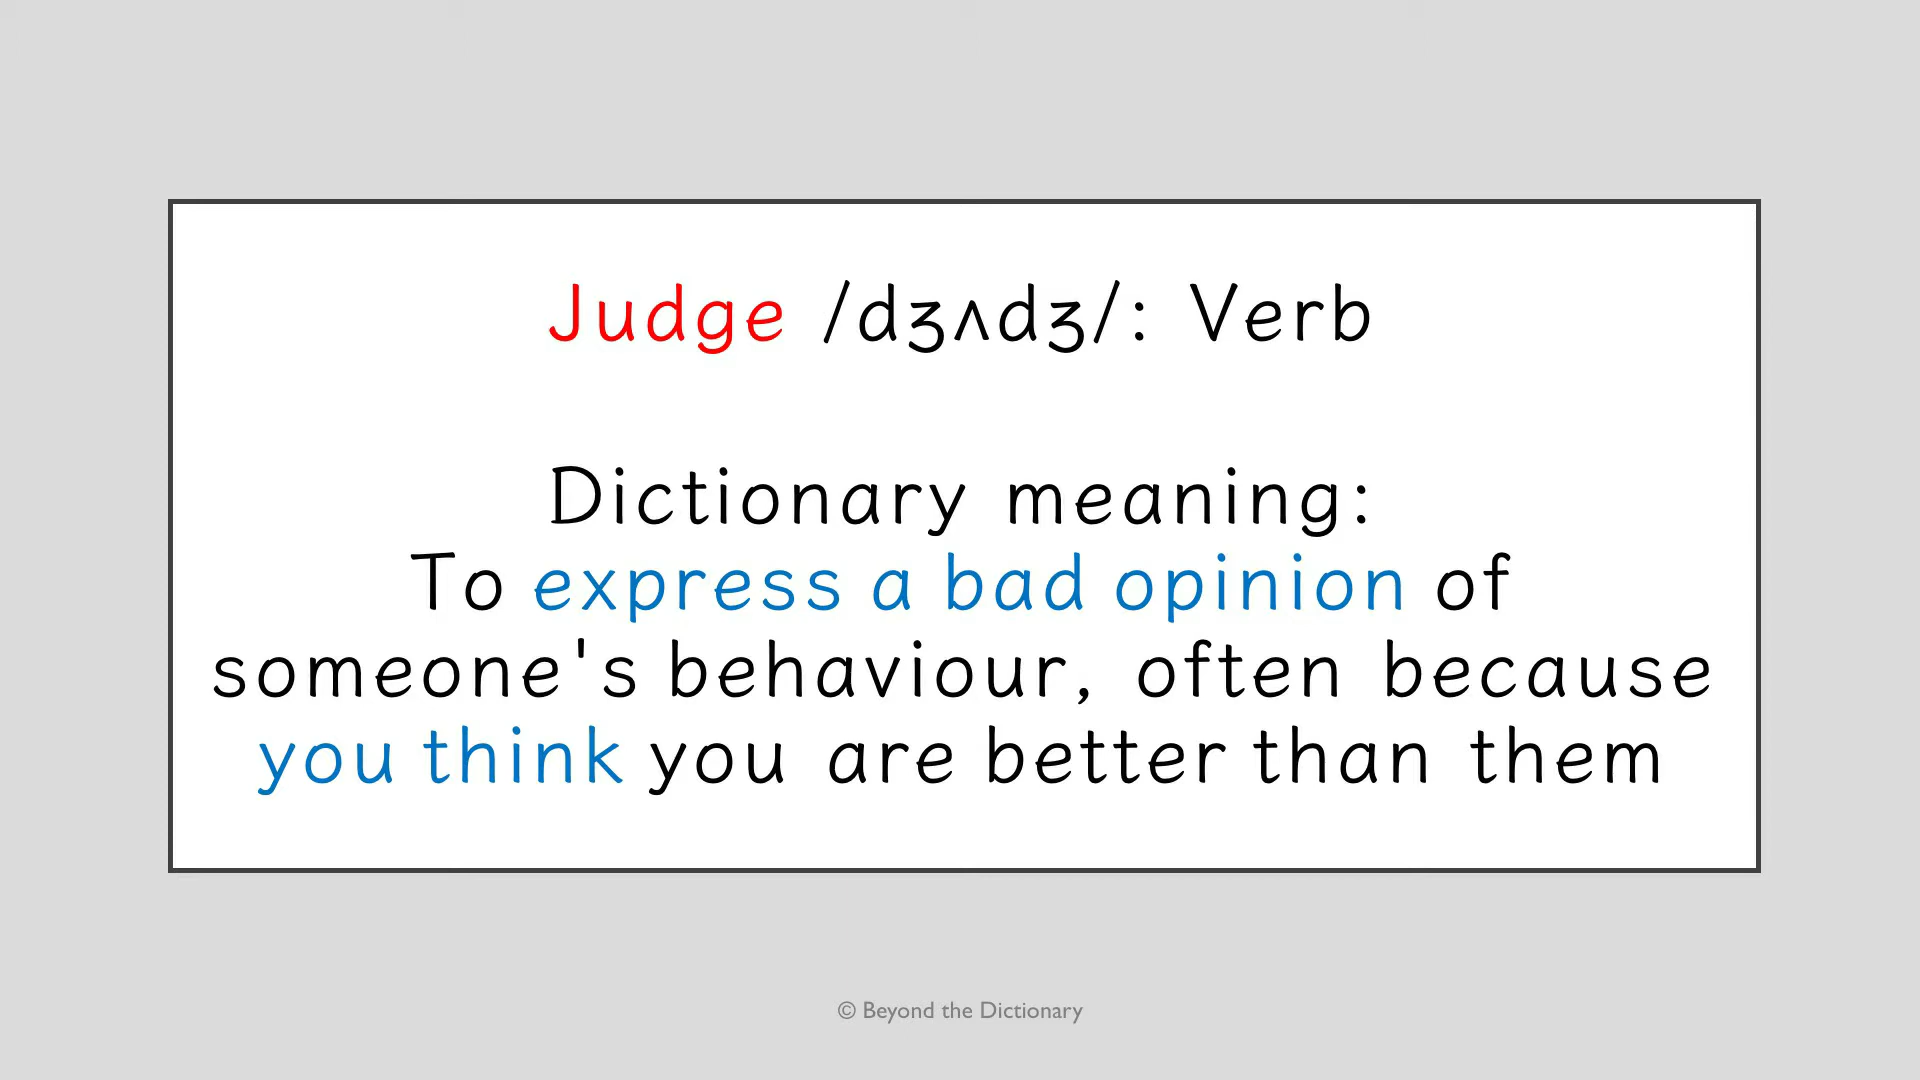 Judge /dʒʌdʒ/: Verb
Dictionary meaning:
To express a bad opinion of
someone's behaviour, often because
you think you are better than them
© Beyond the Dictionary